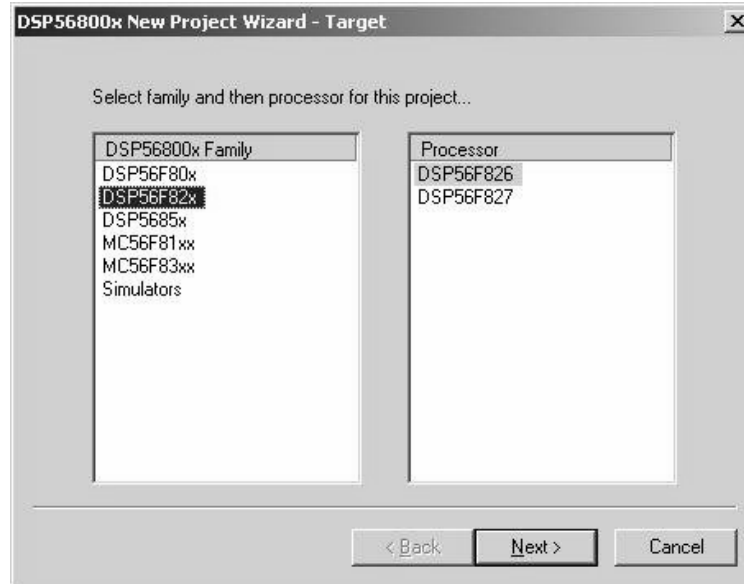 DSP56800x New Project Wizard - Target
Select family and then processor for this project...
DSP56800x Family
DSP56F80x
DSP56F82x
DSP5685x
MC56F81xx
MC56F83xx
Simulators
Processor
DSP56F826
DSP56F827
< Back
Next >
Cancel